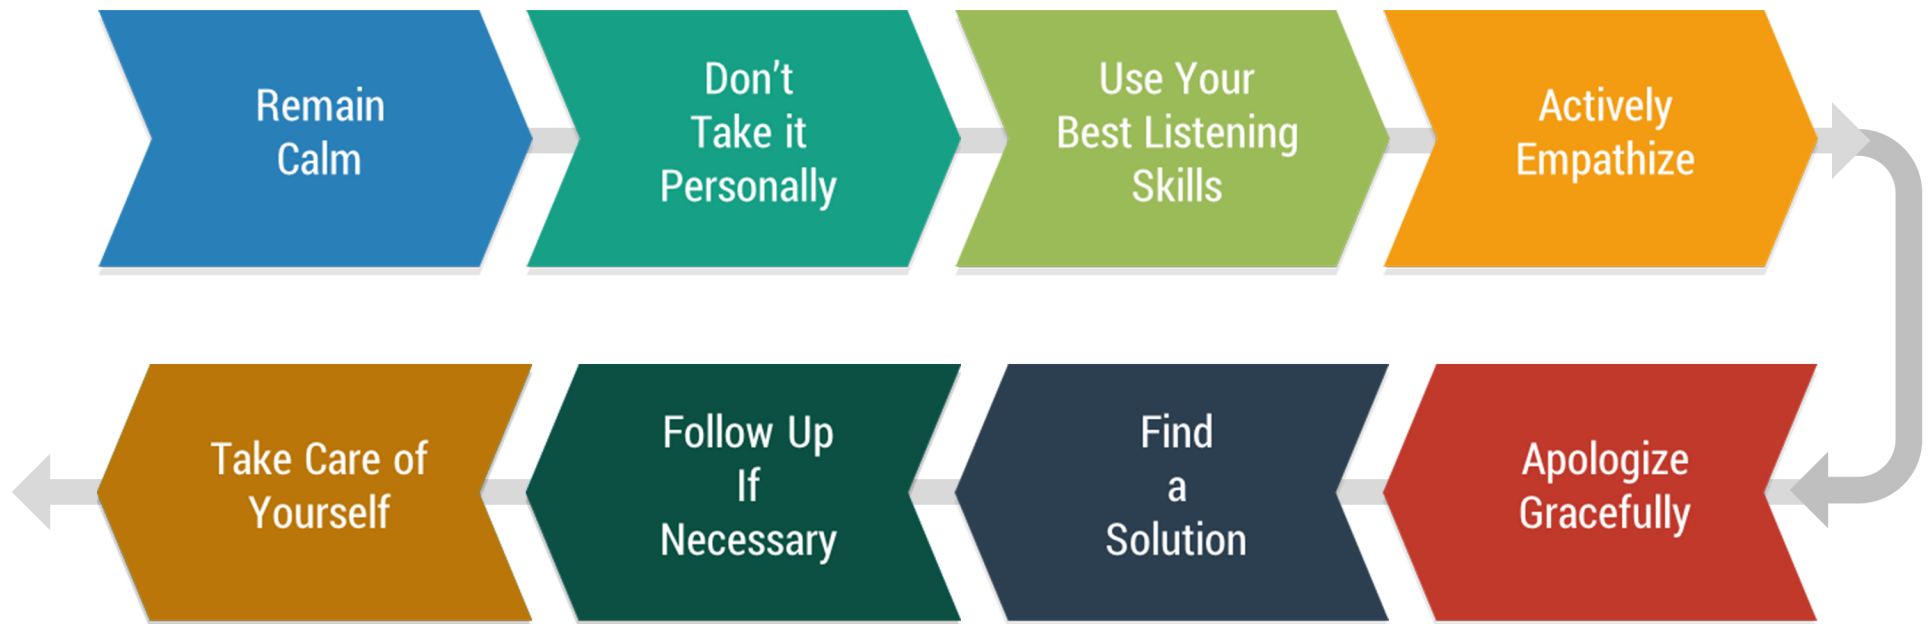 Remain
Calm
Don't
Take it
Personally
Use Your
Best Listening
Skills
Actively
Empathize
Apologize
Gracefully
Find
a
Solution
Follow Up
If
Necessary
Take Care of
Yourself